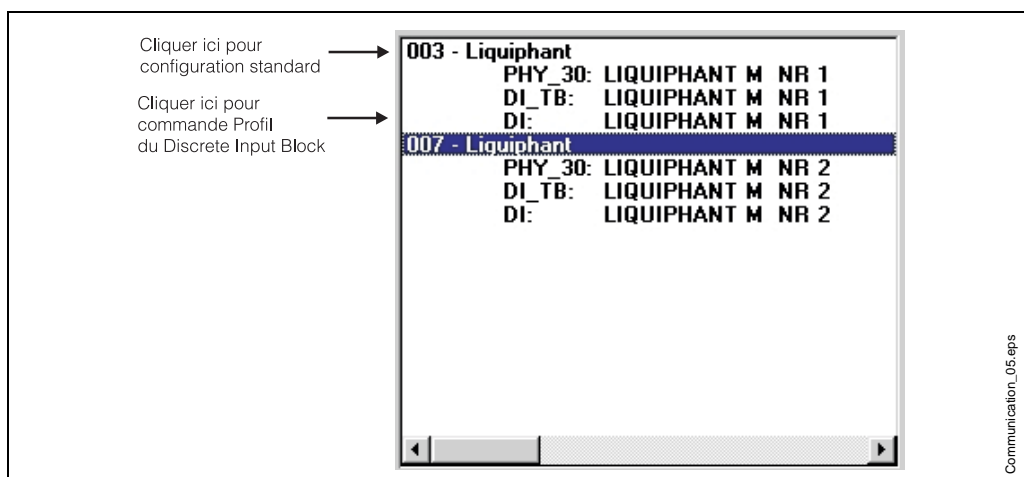 Cliquer ici pour
configuration standard
Cliquer ici pour
commande Profil
du Discrete Input Block
003 - Liquiphant
PHY_30: LIQUIPHANT M NR 1
DI_TB: LIQUIPHANT M NR 1
DI: LIQUIPHANT M NR 1
007 - Liquiphant
PHY_30: LIQUIPHANT M NR 2
DI_TB: LIQUIPHANT M NR 2
DI: LIQUIPHANT M NR 2
Communication_05.eps